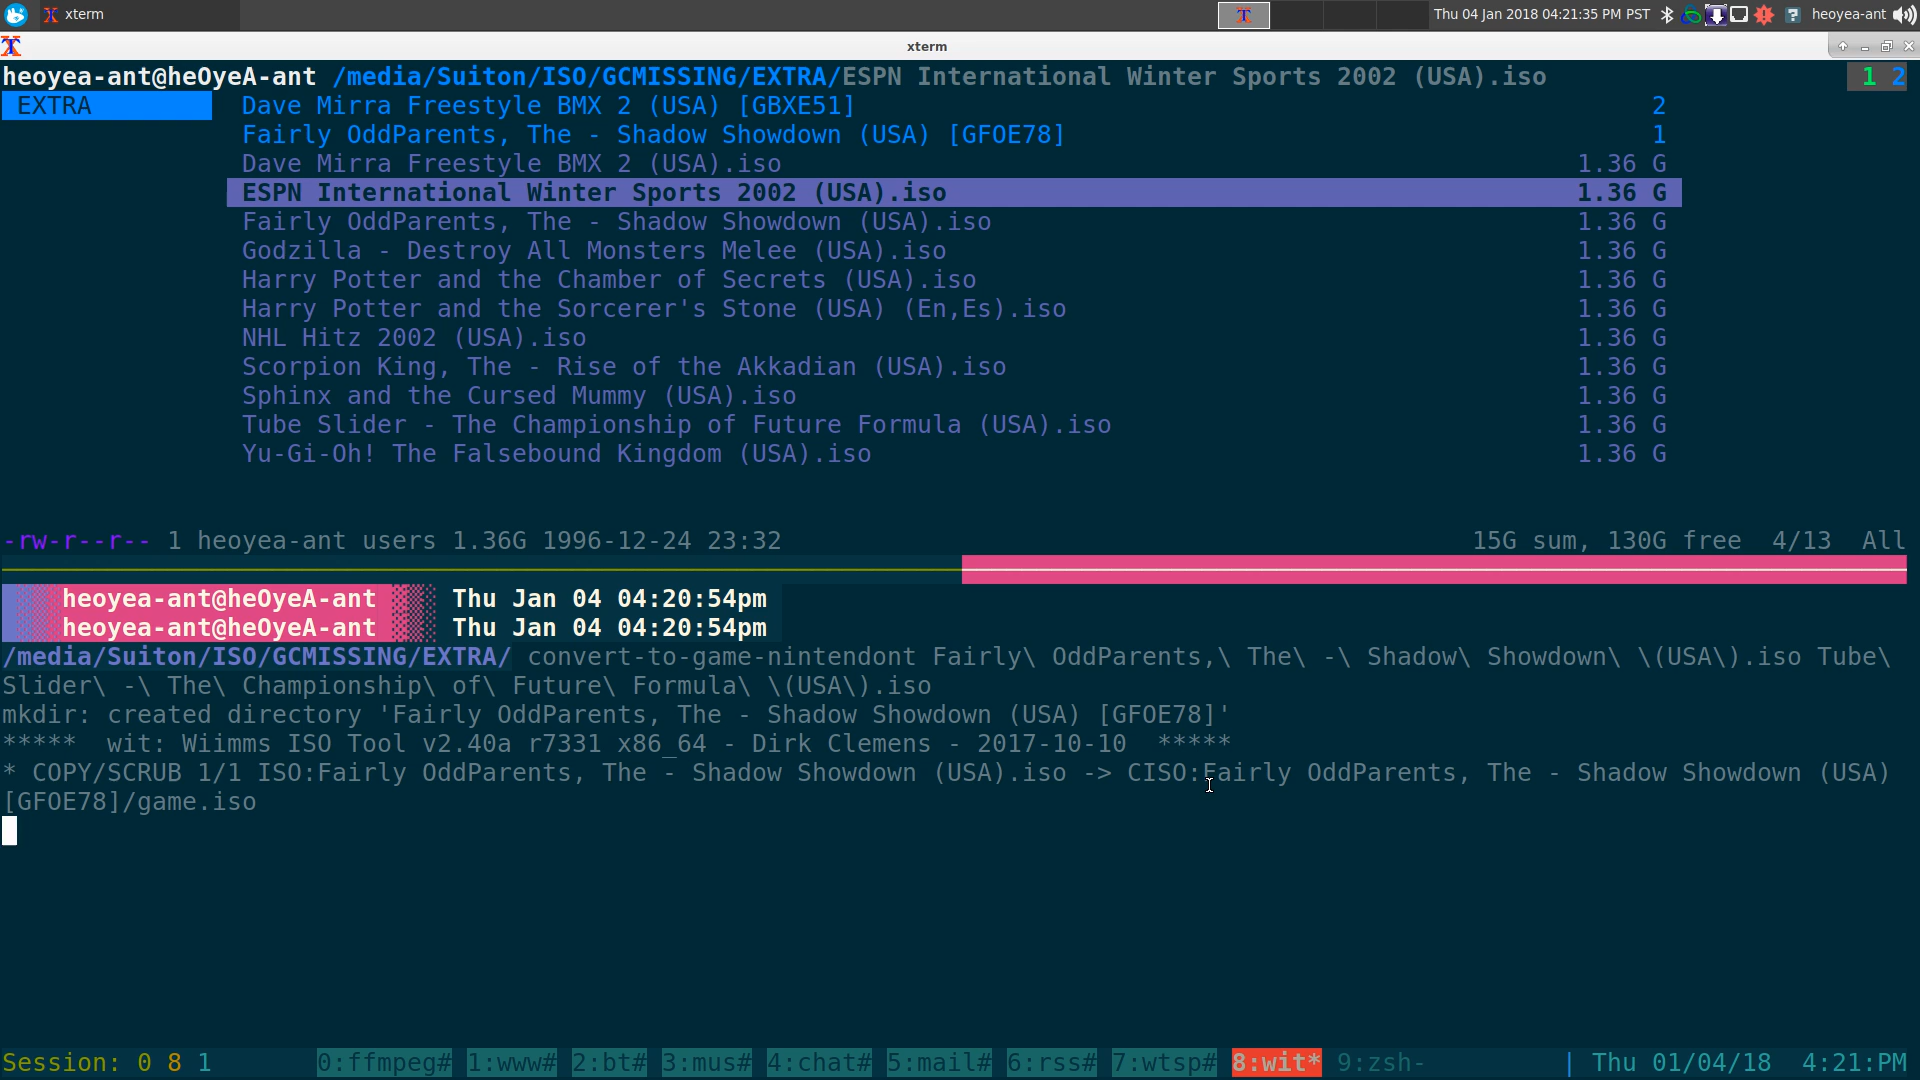 xterm
Thu 04 Jan 2018 04:21:35 PM PST
heoyea-ant
xterm
heoyea-ant@heOyeA-ant /media/Suiton/ISO/GCMISSING/EXTRA/ESPN International Winter Sports 2002 (USA).iso 1 2
EXTRA
Dave Mirra Freestyle BMX 2 (USA) [GBXE51] 2
Fairly OddParents, The - Shadow Showdown (USA) [GFOE78] 1
Dave Mirra Freestyle BMX 2 (USA).iso 1.36 G
ESPN International Winter Sports 2002 (USA).iso 1.36 G
Fairly OddParents, The - Shadow Showdown (USA).iso 1.36 G
Godzilla - Destroy All Monsters Melee (USA).iso 1.36 G
Harry Potter and the Chamber of Secrets (USA).iso 1.36 G
Harry Potter and the Sorcerer's Stone (USA) (En,Es).iso 1.36 G
NHL Hitz 2002 (USA).iso 1.36 G
Scorpion King, The - Rise of the Akkadian (USA).iso 1.36 G
Sphinx and the Cursed Mummy (USA).iso 1.36 G
Tube Slider - The Championship of Future Formula (USA).iso 1.36 G
Yu-Gi-Oh! The Falsebound Kingdom (USA).iso 1.36 G
-rw-r--r-- 1 heoyea-ant users 1.36G 1996-12-24 23:32 15G sum, 130G free 4/13 All
heoyea-ant@heOyeA-ant Thu Jan 04 04:20:54pm
heoyea-ant@heOyeA-ant Thu Jan 04 04:20:54pm
/media/Suiton/ISO/GCMISSING/EXTRA/ convert-to-game-nintendont Fairly\ OddParents,\ The\ -\ Shadow\ Showdown\ \(USA\).iso Tube\
Slider\ -\ The\ Championship\ of\ Future\ Formula\ \(USA\).iso
mkdir: created directory 'Fairly OddParents, The - Shadow Showdown (USA) [GFOE78]'
***** wit: Wiimms ISO Tool v2.40a r7331 x86_64 - Dirk Clemens - 2017-10-10 *****
* COPY/SCRUB 1/1 ISO:Fairly OddParents, The - Shadow Showdown (USA).iso -> CISO:Fairly OddParents, The - Shadow Showdown (USA)
[GFOE78]/game.iso
Session: 0 8 1 0:ffmpeg# 1:www# 2:bt# 3:mus# 4:chat# 5:mail# 6:rss# 7:wtsp# 8:wit* 9:zsh- | Thu 01/04/18 4:21:PM